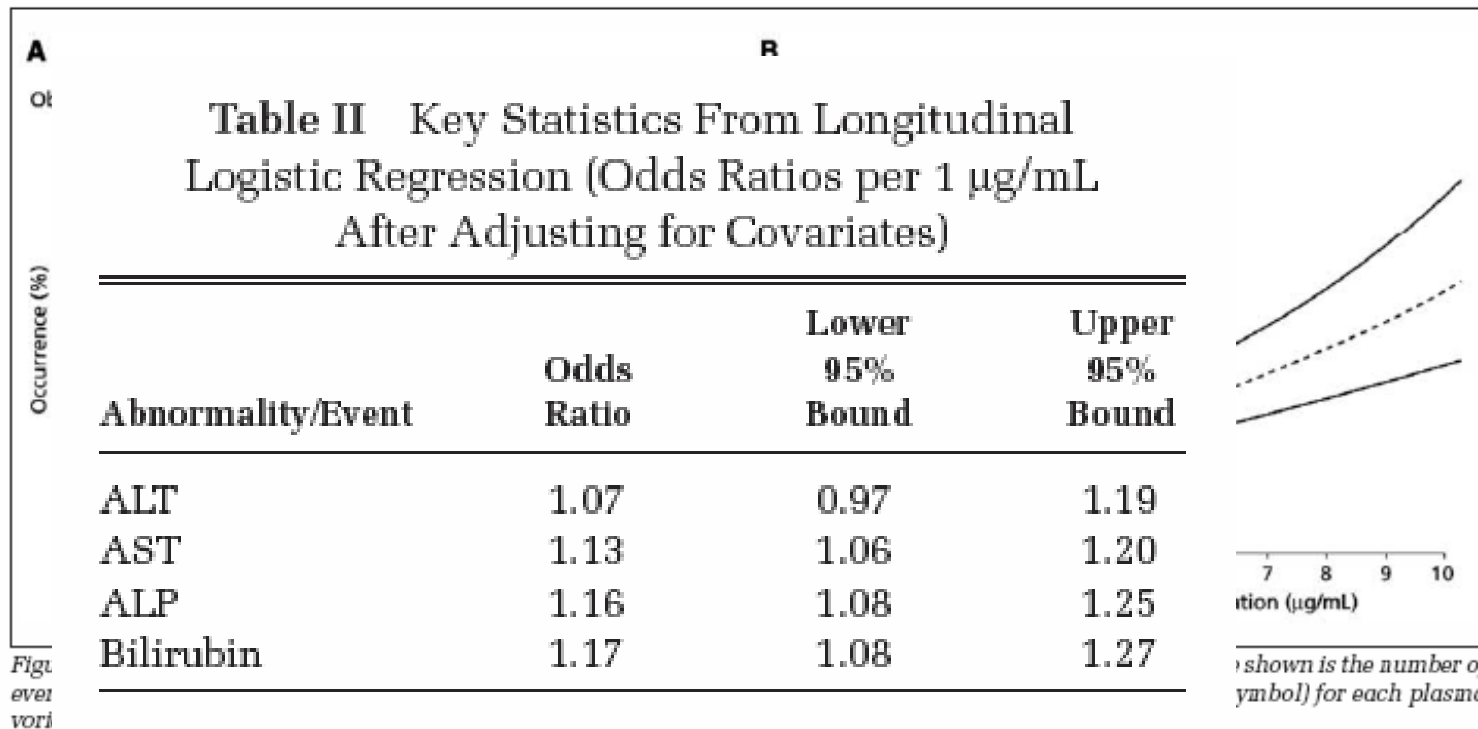 A
B
Table II Key Statistics From Longitudinal
Logistic Regression (Odds Ratios per 1 µg/mL
After Adjusting for Covariates)
Occurrence (%)
Abnormality/Event Odds Ratio Lower 95% Bound Upper 95% Bound
ALT 1.07 0.97 1.19
AST 1.13 1.06 1.20
ALP 1.16 1.08 1.25
Bilirubin 1.17 1.08 1.27
7 8 9 10
(µg/mL)
shown is the number
for each